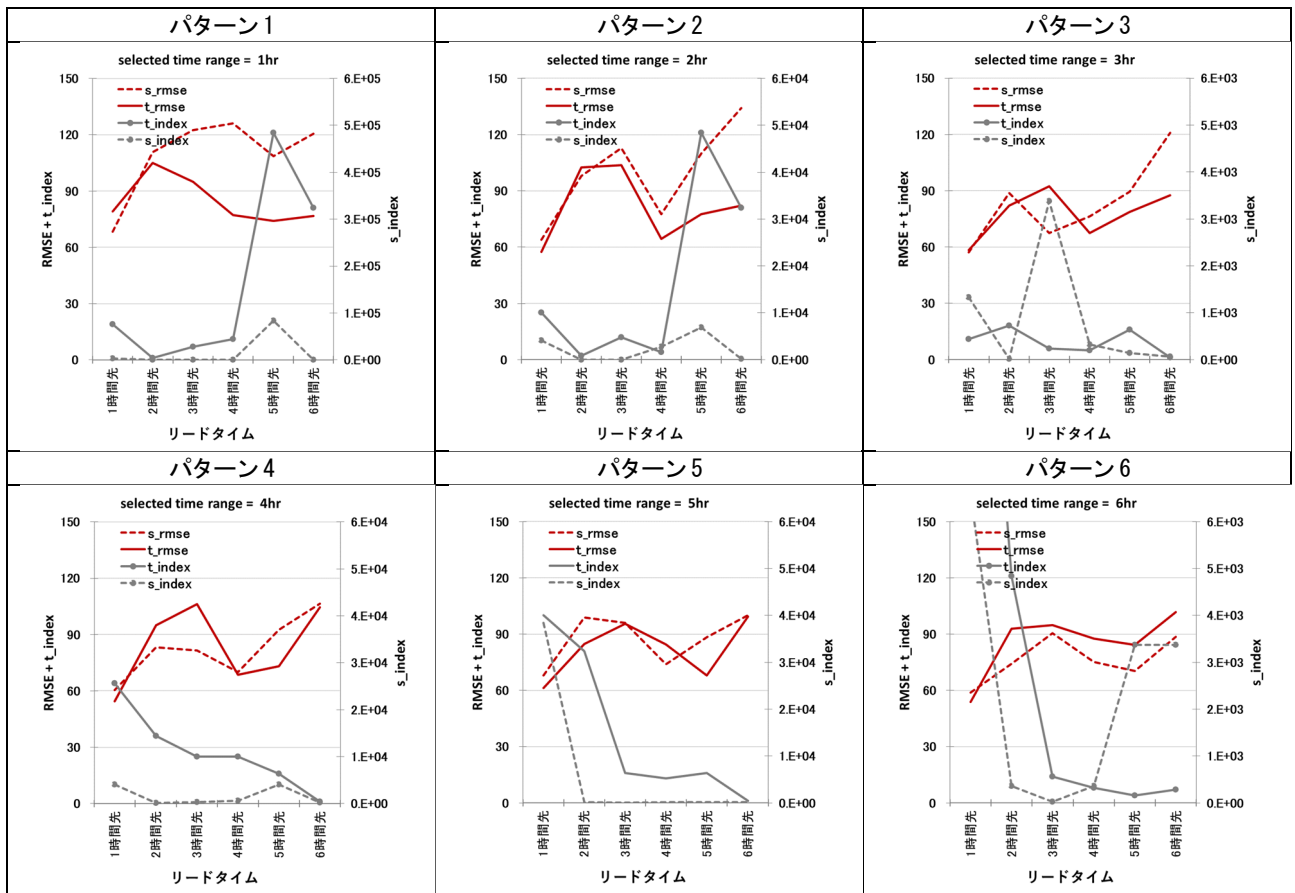 パターン1
selected time range = 1hr
s_rmse
t_rmse
t_index
s_index
150
120
90
60
30
0
RMSE + t_index
6.E+05
5.E+05
4.E+05
3.E+05
2.E+05
1.E+05
0.E+00
s_index
1時間先
2時間先
3時間先
4時間先
5時間先
6時間先
リードタイム
パターン2
selected time range = 2hr
s_rmse
t_rmse
t_index
s_index
150
120
90
60
30
0
RMSE + t_index
6.E+04
5.E+04
4.E+04
3.E+04
2.E+04
1.E+04
0.E+00
s_index
1時間先
2時間先
3時間先
4時間先
5時間先
6時間先
リードタイム
パターン3
selected time range = 3hr
s_rmse
t_rmse
t_index
s_index
150
120
90
60
30
0
RMSE + t_index
6.E+03
5.E+03
4.E+03
3.E+03
2.E+03
1.E+03
0.E+00
s_index
1時間先
2時間先
3時間先
4時間先
5時間先
6時間先
リードタイム
パターン4
selected time range = 4hr
s_rmse
t_rmse
t_index
s_index
150
120
90
60
30
0
RMSE + t_index
6.E+04
5.E+04
4.E+04
3.E+04
2.E+04
1.E+04
0.E+00
s_index
1時間先
2時間先
3時間先
4時間先
5時間先
6時間先
リードタイム
パターン5
selected time range = 5hr
s_rmse
t_rmse
t_index
s_index
150
120
90
60
30
0
RMSE + t_index
6.E+04
5.E+04
4.E+04
3.E+04
2.E+04
1.E+04
0.E+00
s_index
1時間先
2時間先
3時間先
4時間先
5時間先
6時間先
リードタイム
パターン6
selected time range = 6hr
s_rmse
t_rmse
t_index
s_index
150
120
90
60
30
0
RMSE + t_index
6.E+03
5.E+03
4.E+03
3.E+03
2.E+03
1.E+03
0.E+00
s_index
1時間先
2時間先
3時間先
4時間先
5時間先
6時間先
リードタイム